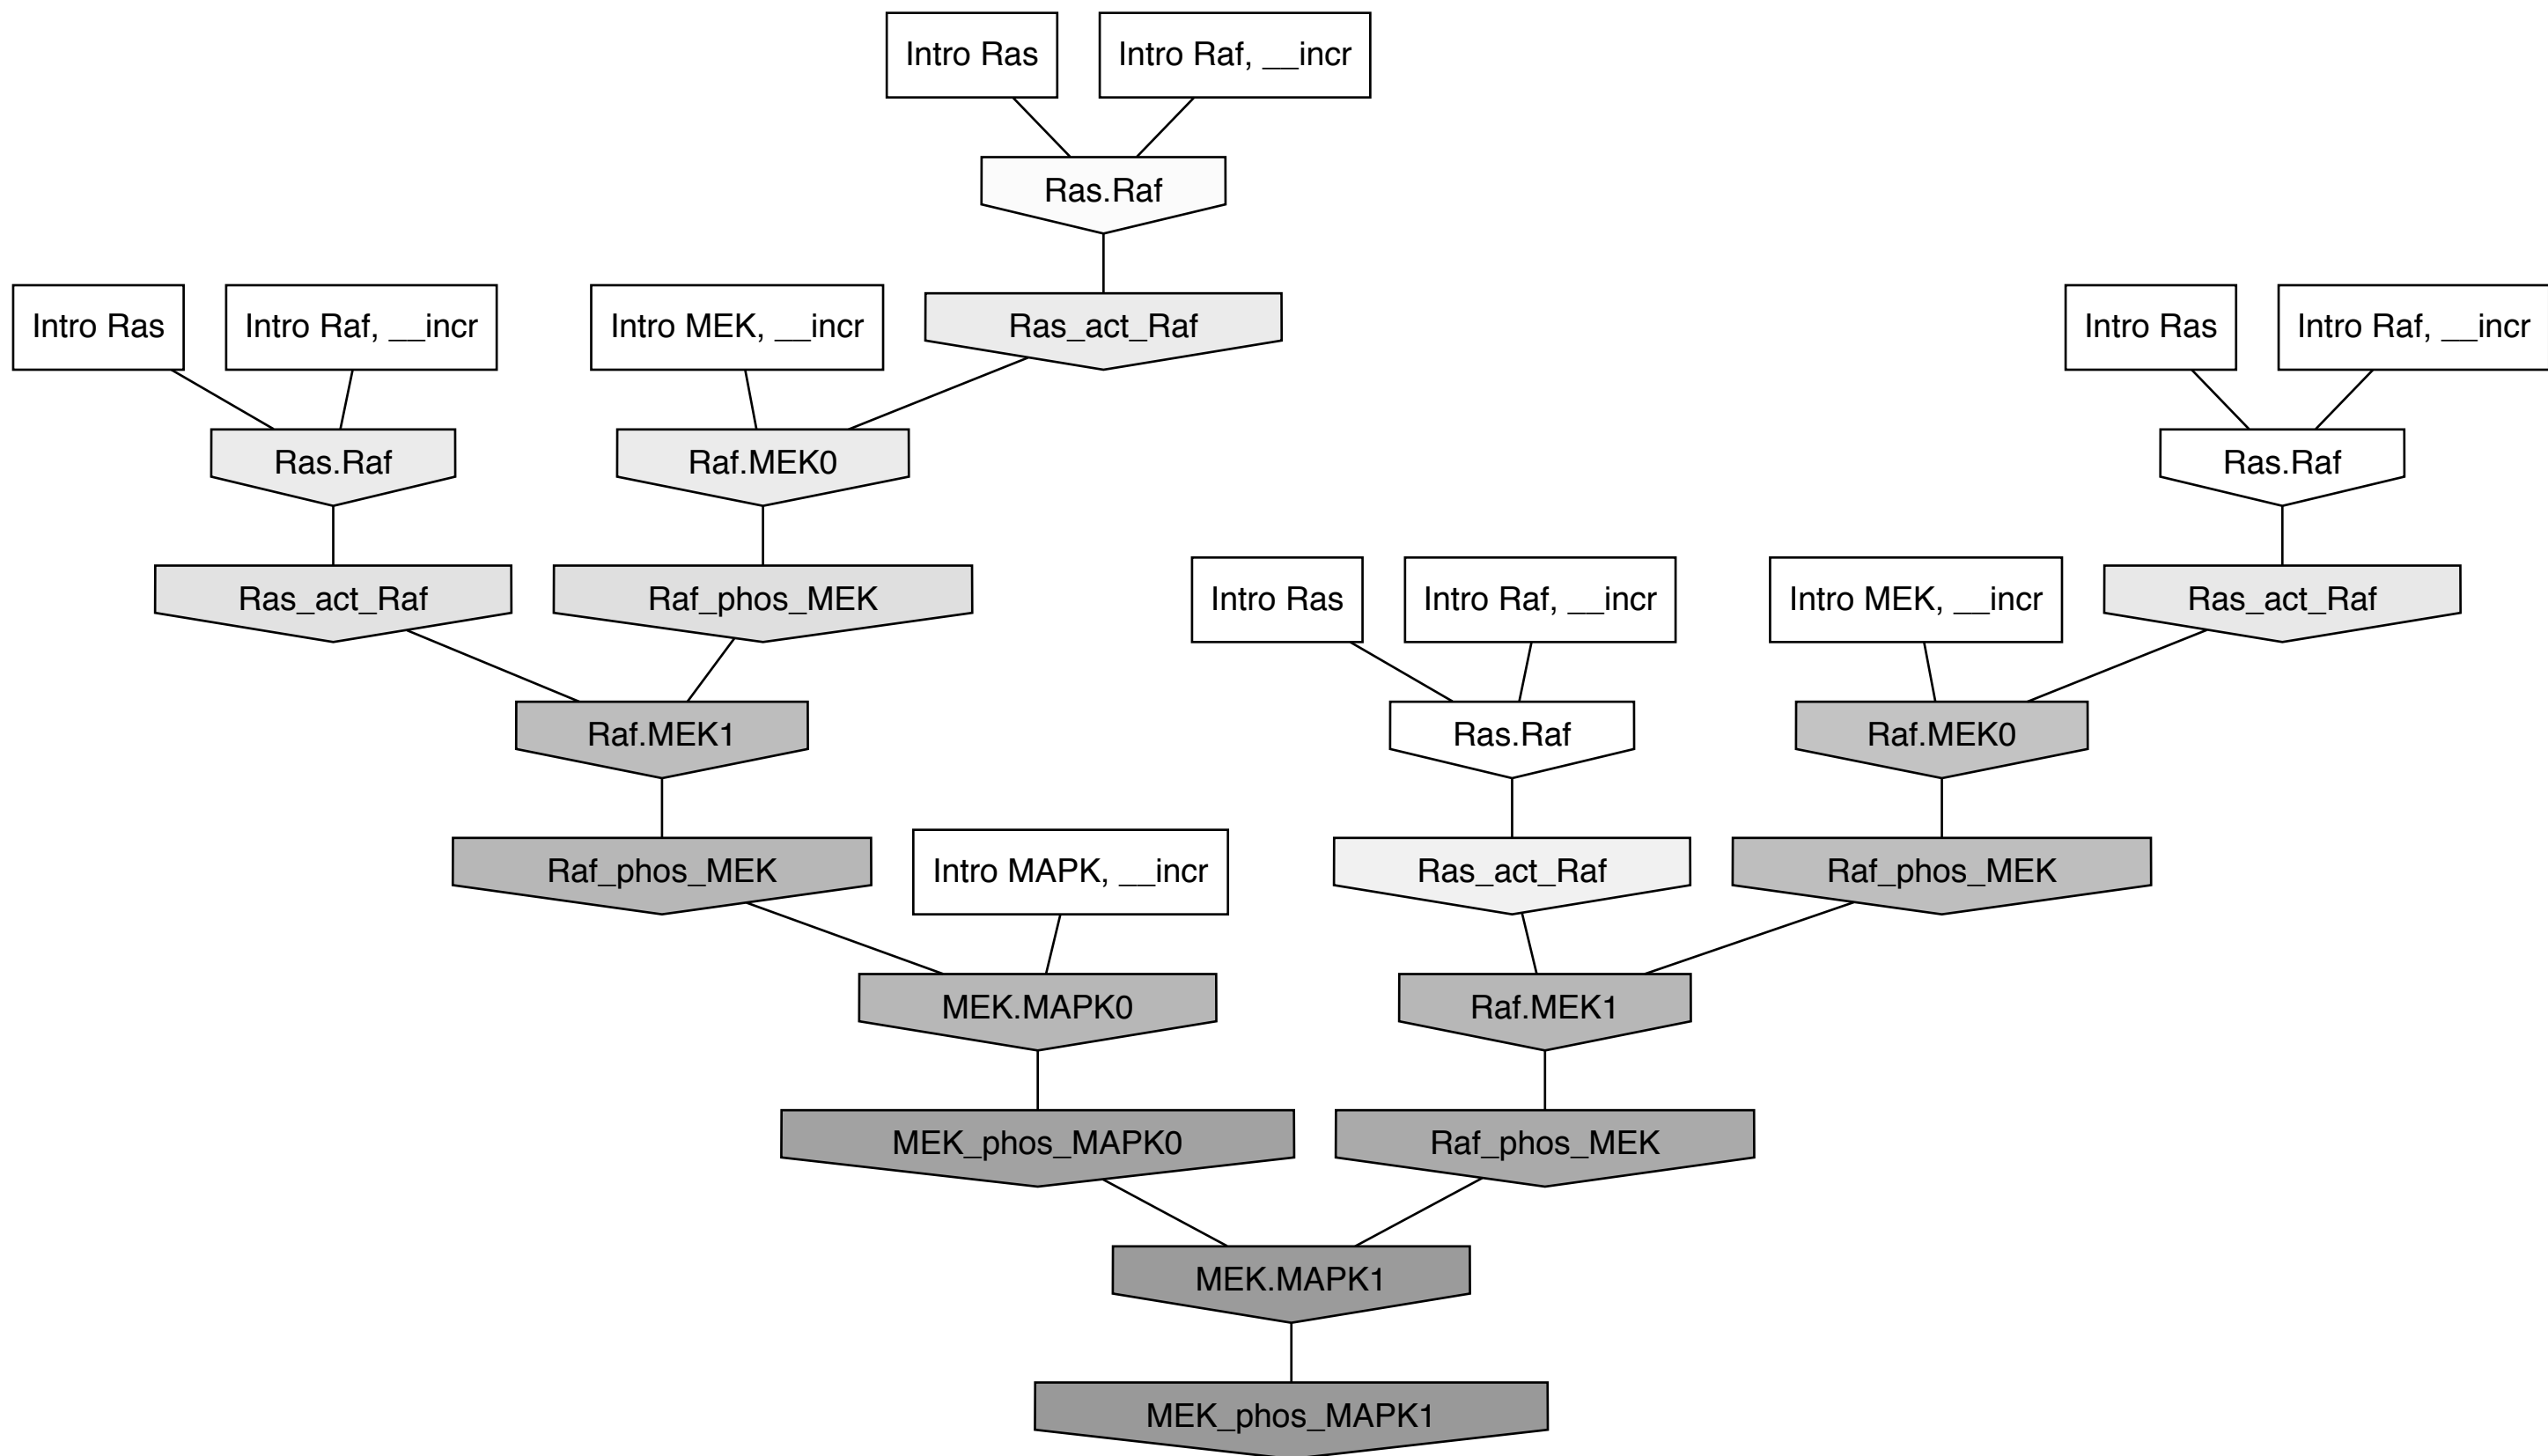 Intro Ras
Intro Raf, __incr
Ras.Raf
Intro Ras
Intro Raf, __incr
Intro MEK, __incr
Ras_act_Raf
Intro Ras
Intro Raf, __incr
Ras.Raf
Raf.MEK0
Ras.Raf
Ras_act_Raf
Raf_phos_MEK
Intro Ras
Intro Raf, __incr
Intro MEK, __incr
Ras_act_Raf
Raf.MEK1
Ras.Raf
Raf.MEK0
Raf_phos_MEK
Intro MAPK, __incr
Ras_act_Raf
Raf_phos_MEK
MEK.MAPK0
Raf.MEK1
MEK_phos_MAPK0
Raf_phos_MEK
MEK.MAPK1
MEK_phos_MAPK1